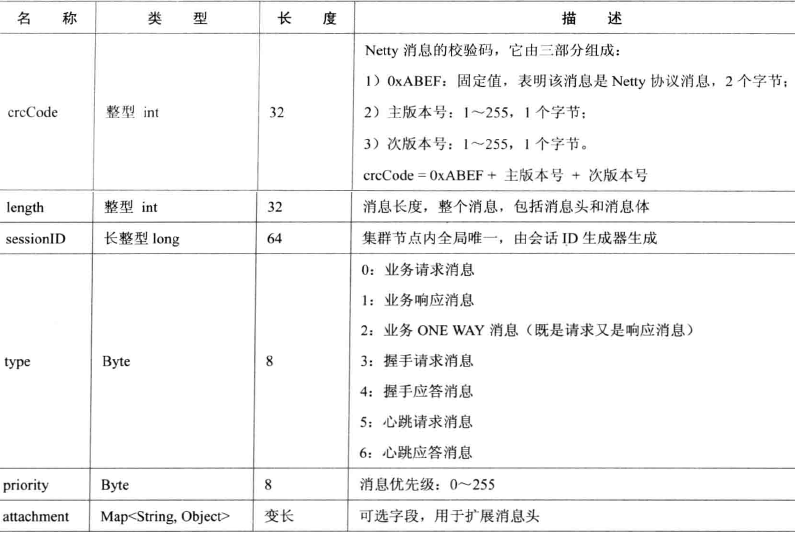 名 称 类 型 长 度 描 述
Netty 消息的校验码，它由三部分组成：
1）0xABEF：固定值，表明该消息是 Netty 协议消息，2 个字节；
crcCode 整型 int 32 2）主版本号：1～255，1 个字节；
3）次版本号：1～255，1 个字节。
crcCode = 0xABEF + 主版本号 + 次版本号
length 整型 int 32 消息长度，整个消息，包括消息头和消息体
sessionID 长整型 long 64 集群节点内全局唯一，由会话 ID 生成器生成
0：业务请求消息
1：业务响应消息
2：业务 ONE WAY 消息（既是请求又是响应消息）
type Byte 8 3：握手请求消息
4：握手应答消息
5：心跳请求消息
6：心跳应答消息
priority Byte 8 消息优先级：0～255
attachment Map<String, Object> 变长 可选字段，用于扩展消息头